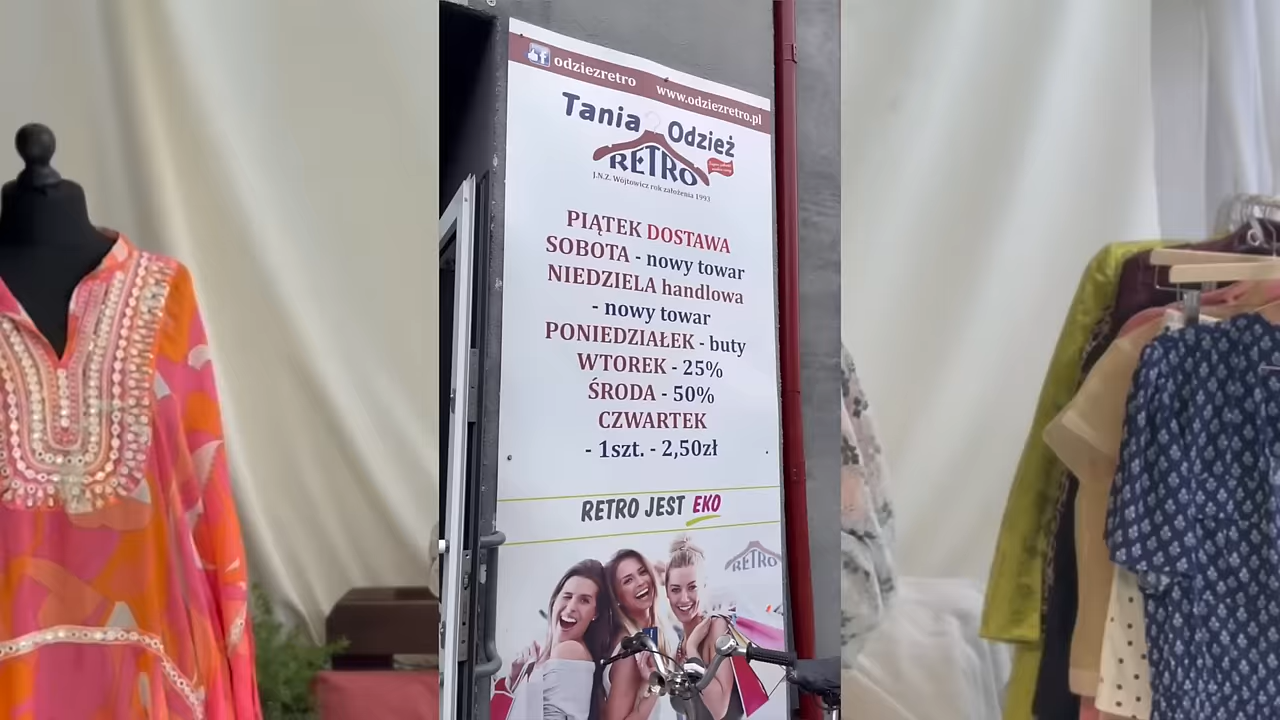 odziezretro www.odziezretro.pl
Tania Odzież
RETRO
J.N.Z. Wójtowicz rok założenia 1993
PIĄTEK DOSTAWA
SOBOTA - nowy towar
NIEDZIELA handlowa
- nowy towar
PONIEDZIAŁEK - buty
WTOREK - 25%
ŚRODA - 50%
CZWARTEK
- 1szt. - 2,50zł
RETRO JEST EKO
RETRO